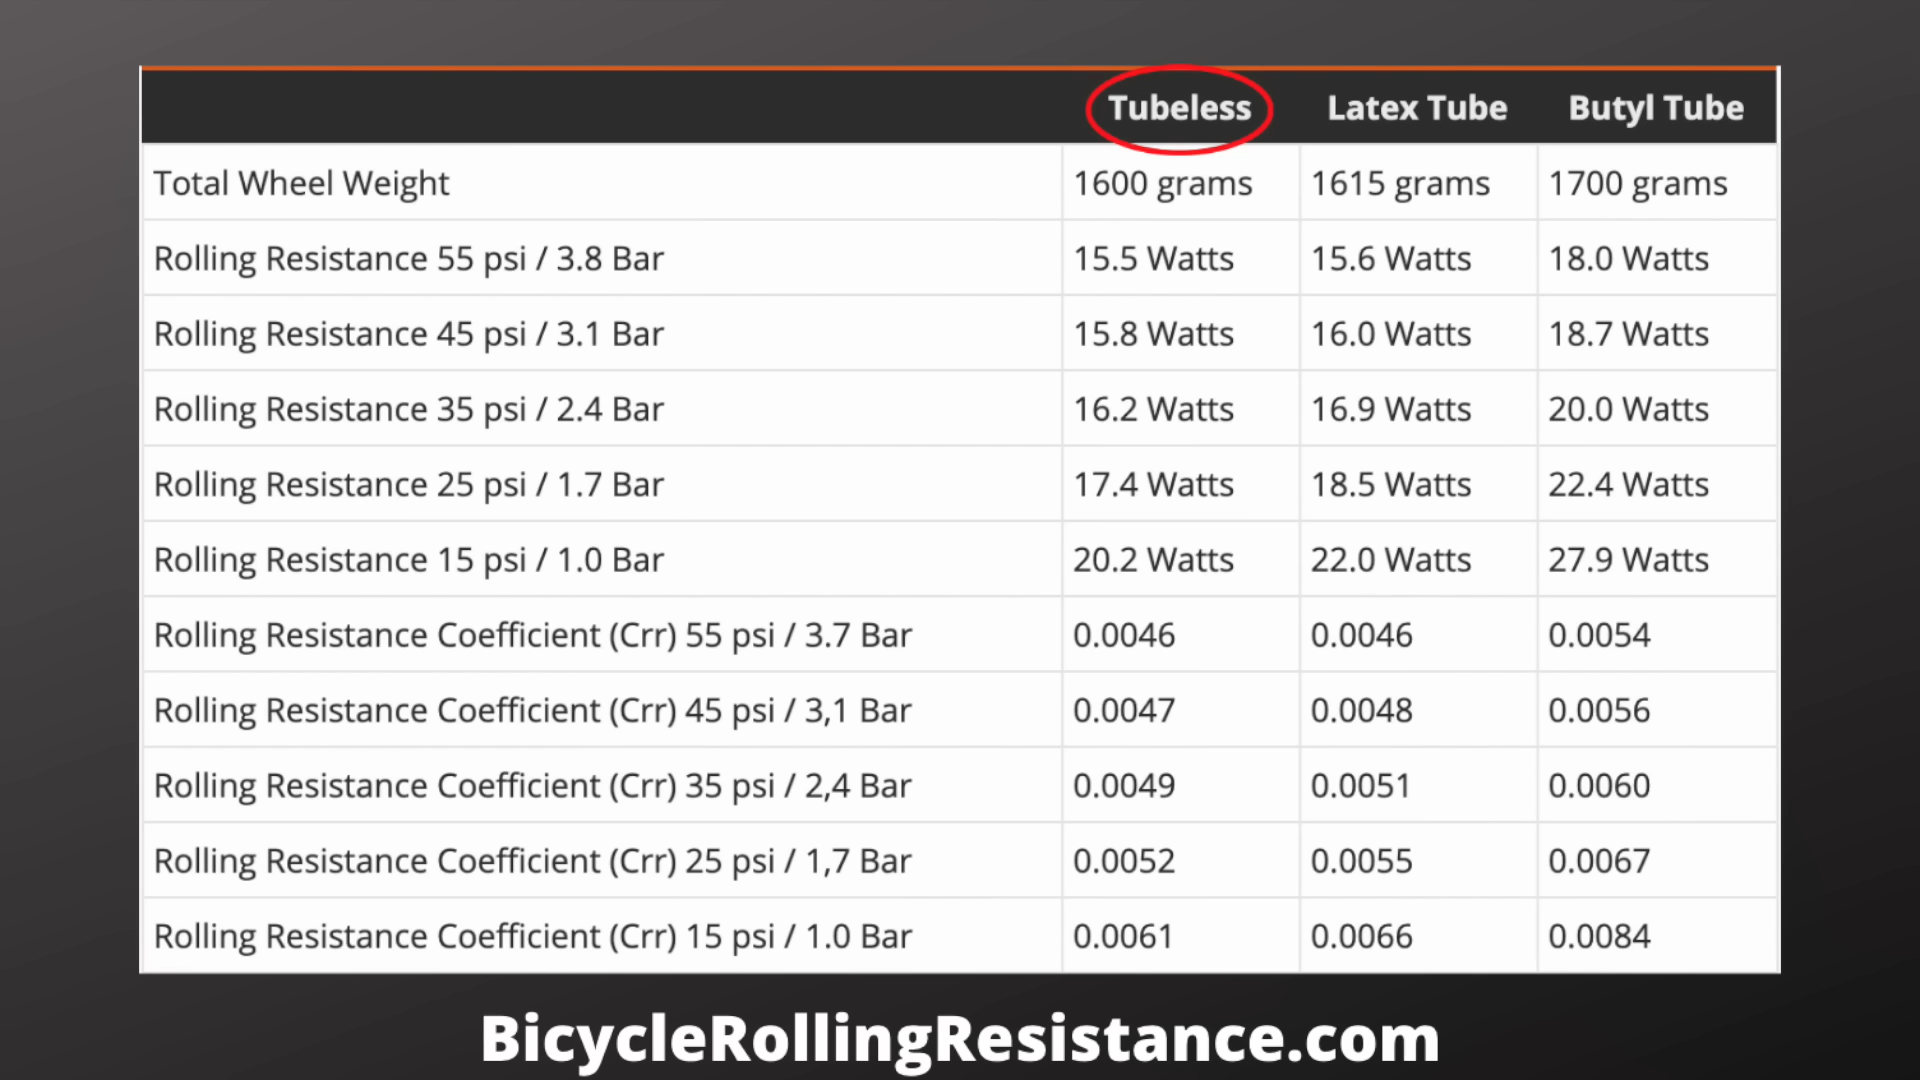 Tubeless Latex Tube Butyl Tube
Total Wheel Weight 1600 grams 1615 grams 1700 grams
Rolling Resistance 55 psi / 3.8 Bar 15.5 Watts 15.6 Watts 18.0 Watts
Rolling Resistance 45 psi / 3.1 Bar 15.8 Watts 16.0 Watts 18.7 Watts
Rolling Resistance 35 psi / 2.4 Bar 16.2 Watts 16.9 Watts 20.0 Watts
Rolling Resistance 25 psi / 1.7 Bar 17.4 Watts 18.5 Watts 22.4 Watts
Rolling Resistance 15 psi / 1.0 Bar 20.2 Watts 22.0 Watts 27.9 Watts
Rolling Resistance Coefficient (Crr) 55 psi / 3.7 Bar 0.0046 0.0046 0.0054
Rolling Resistance Coefficient (Crr) 45 psi / 3,1 Bar 0.0047 0.0048 0.0056
Rolling Resistance Coefficient (Crr) 35 psi / 2,4 Bar 0.0049 0.0051 0.0060
Rolling Resistance Coefficient (Crr) 25 psi / 1,7 Bar 0.0052 0.0055 0.0067
Rolling Resistance Coefficient (Crr) 15 psi / 1.0 Bar 0.0061 0.0066 0.0084
BicycleRollingResistance.com